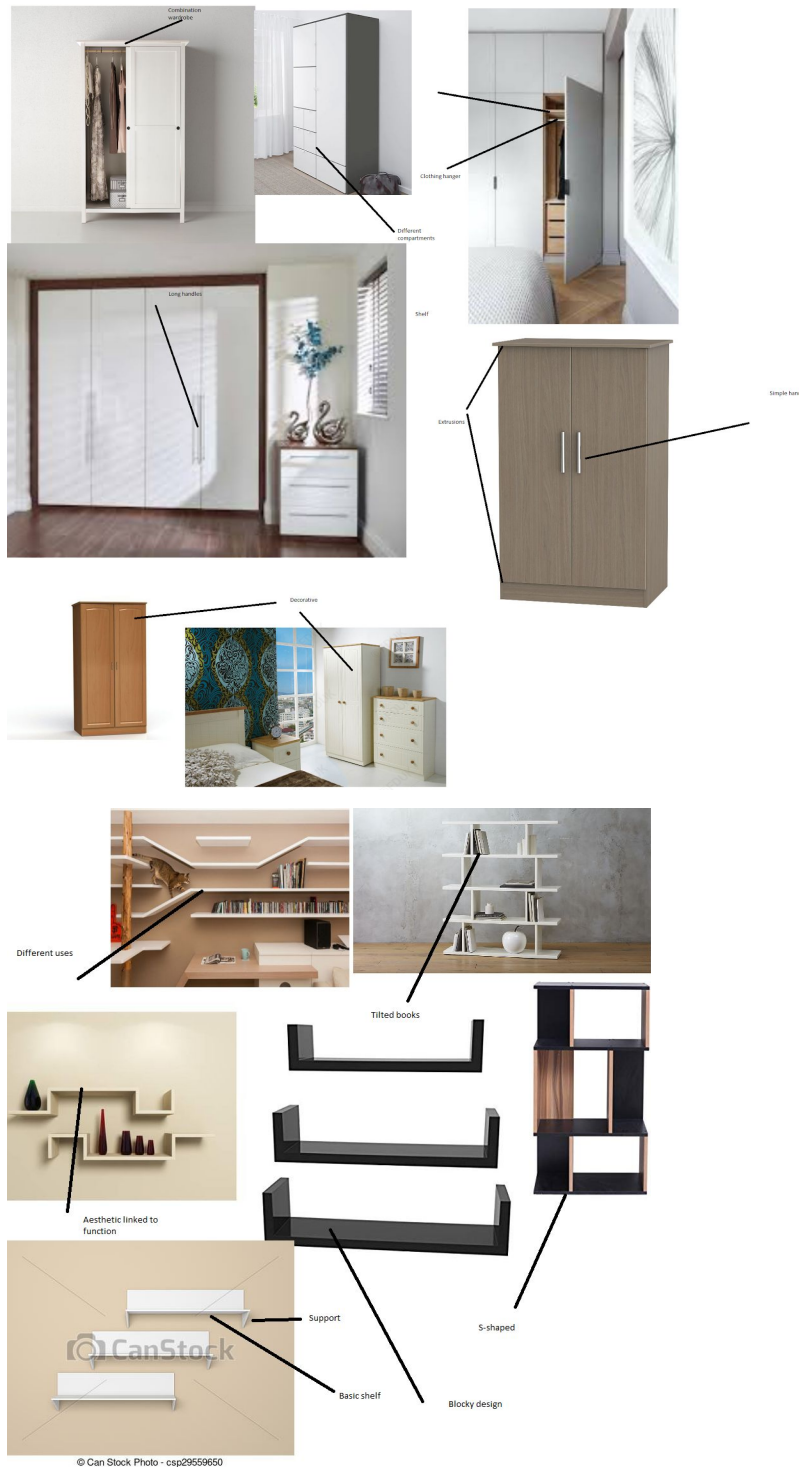 Combination
wardrobe
Clothing hanger
Different
compartments
Long handles
Shelf
Simple han
Extrusions
Decorative
Different uses
Tilted books
Aesthetic linked to
function
Support
S-shaped
CanStock
Basic shelf
Blocky design
© Can Stock Photo - csp29559650